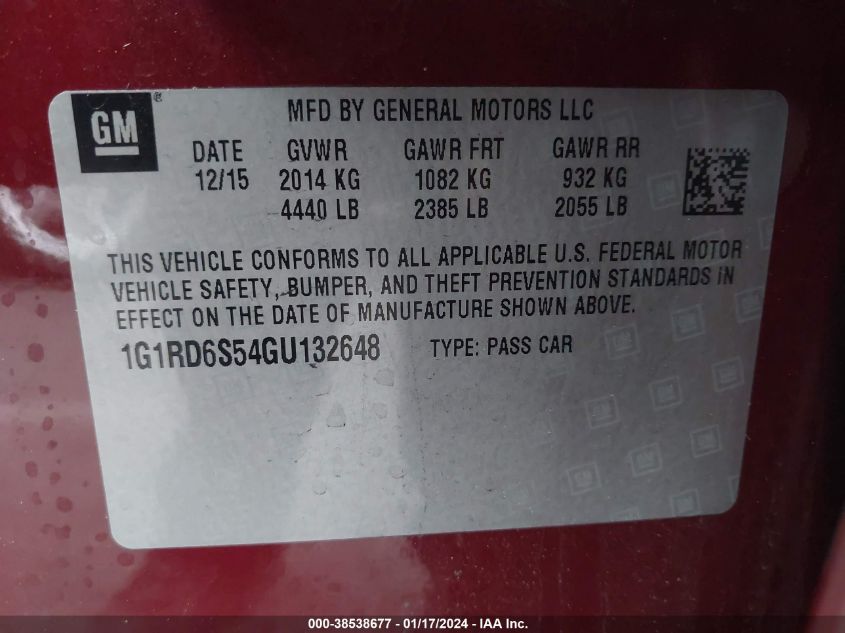 GM ®
MFD BY GENERAL MOTORS LLC
DATE GVWR GAWR FRT GAWR RR
12/15 2014 KG 1082 KG 932 KG
4440 LB 2385 LB 2055 LB
THIS VEHICLE CONFORMS TO ALL APPLICABLE U.S. FEDERAL MOTOR
VEHICLE SAFETY, BUMPER, AND THEFT PREVENTION STANDARDS IN
EFFECT ON THE DATE OF MANUFACTURE SHOWN ABOVE.
1G1RD6S54GU132648 TYPE: PASS CAR
000-38538677 - 01/17/2024 - IAA Inc.